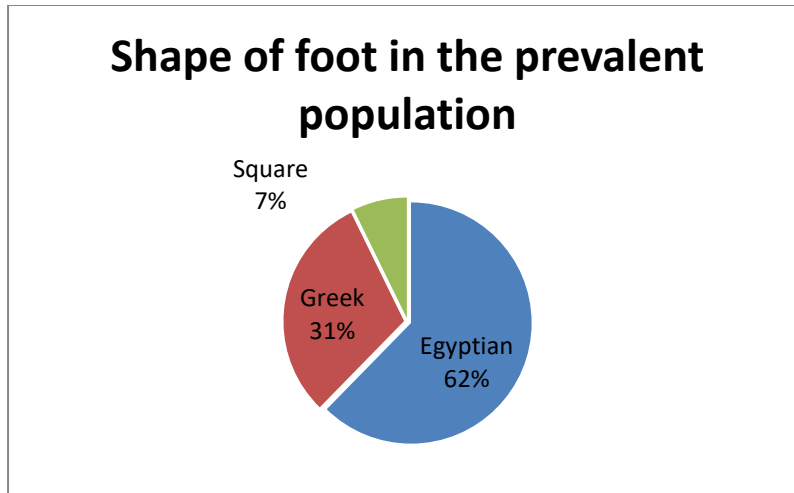 Shape of foot in the prevalent
population
Square
7%
Greek
31%
Egyptian
62%